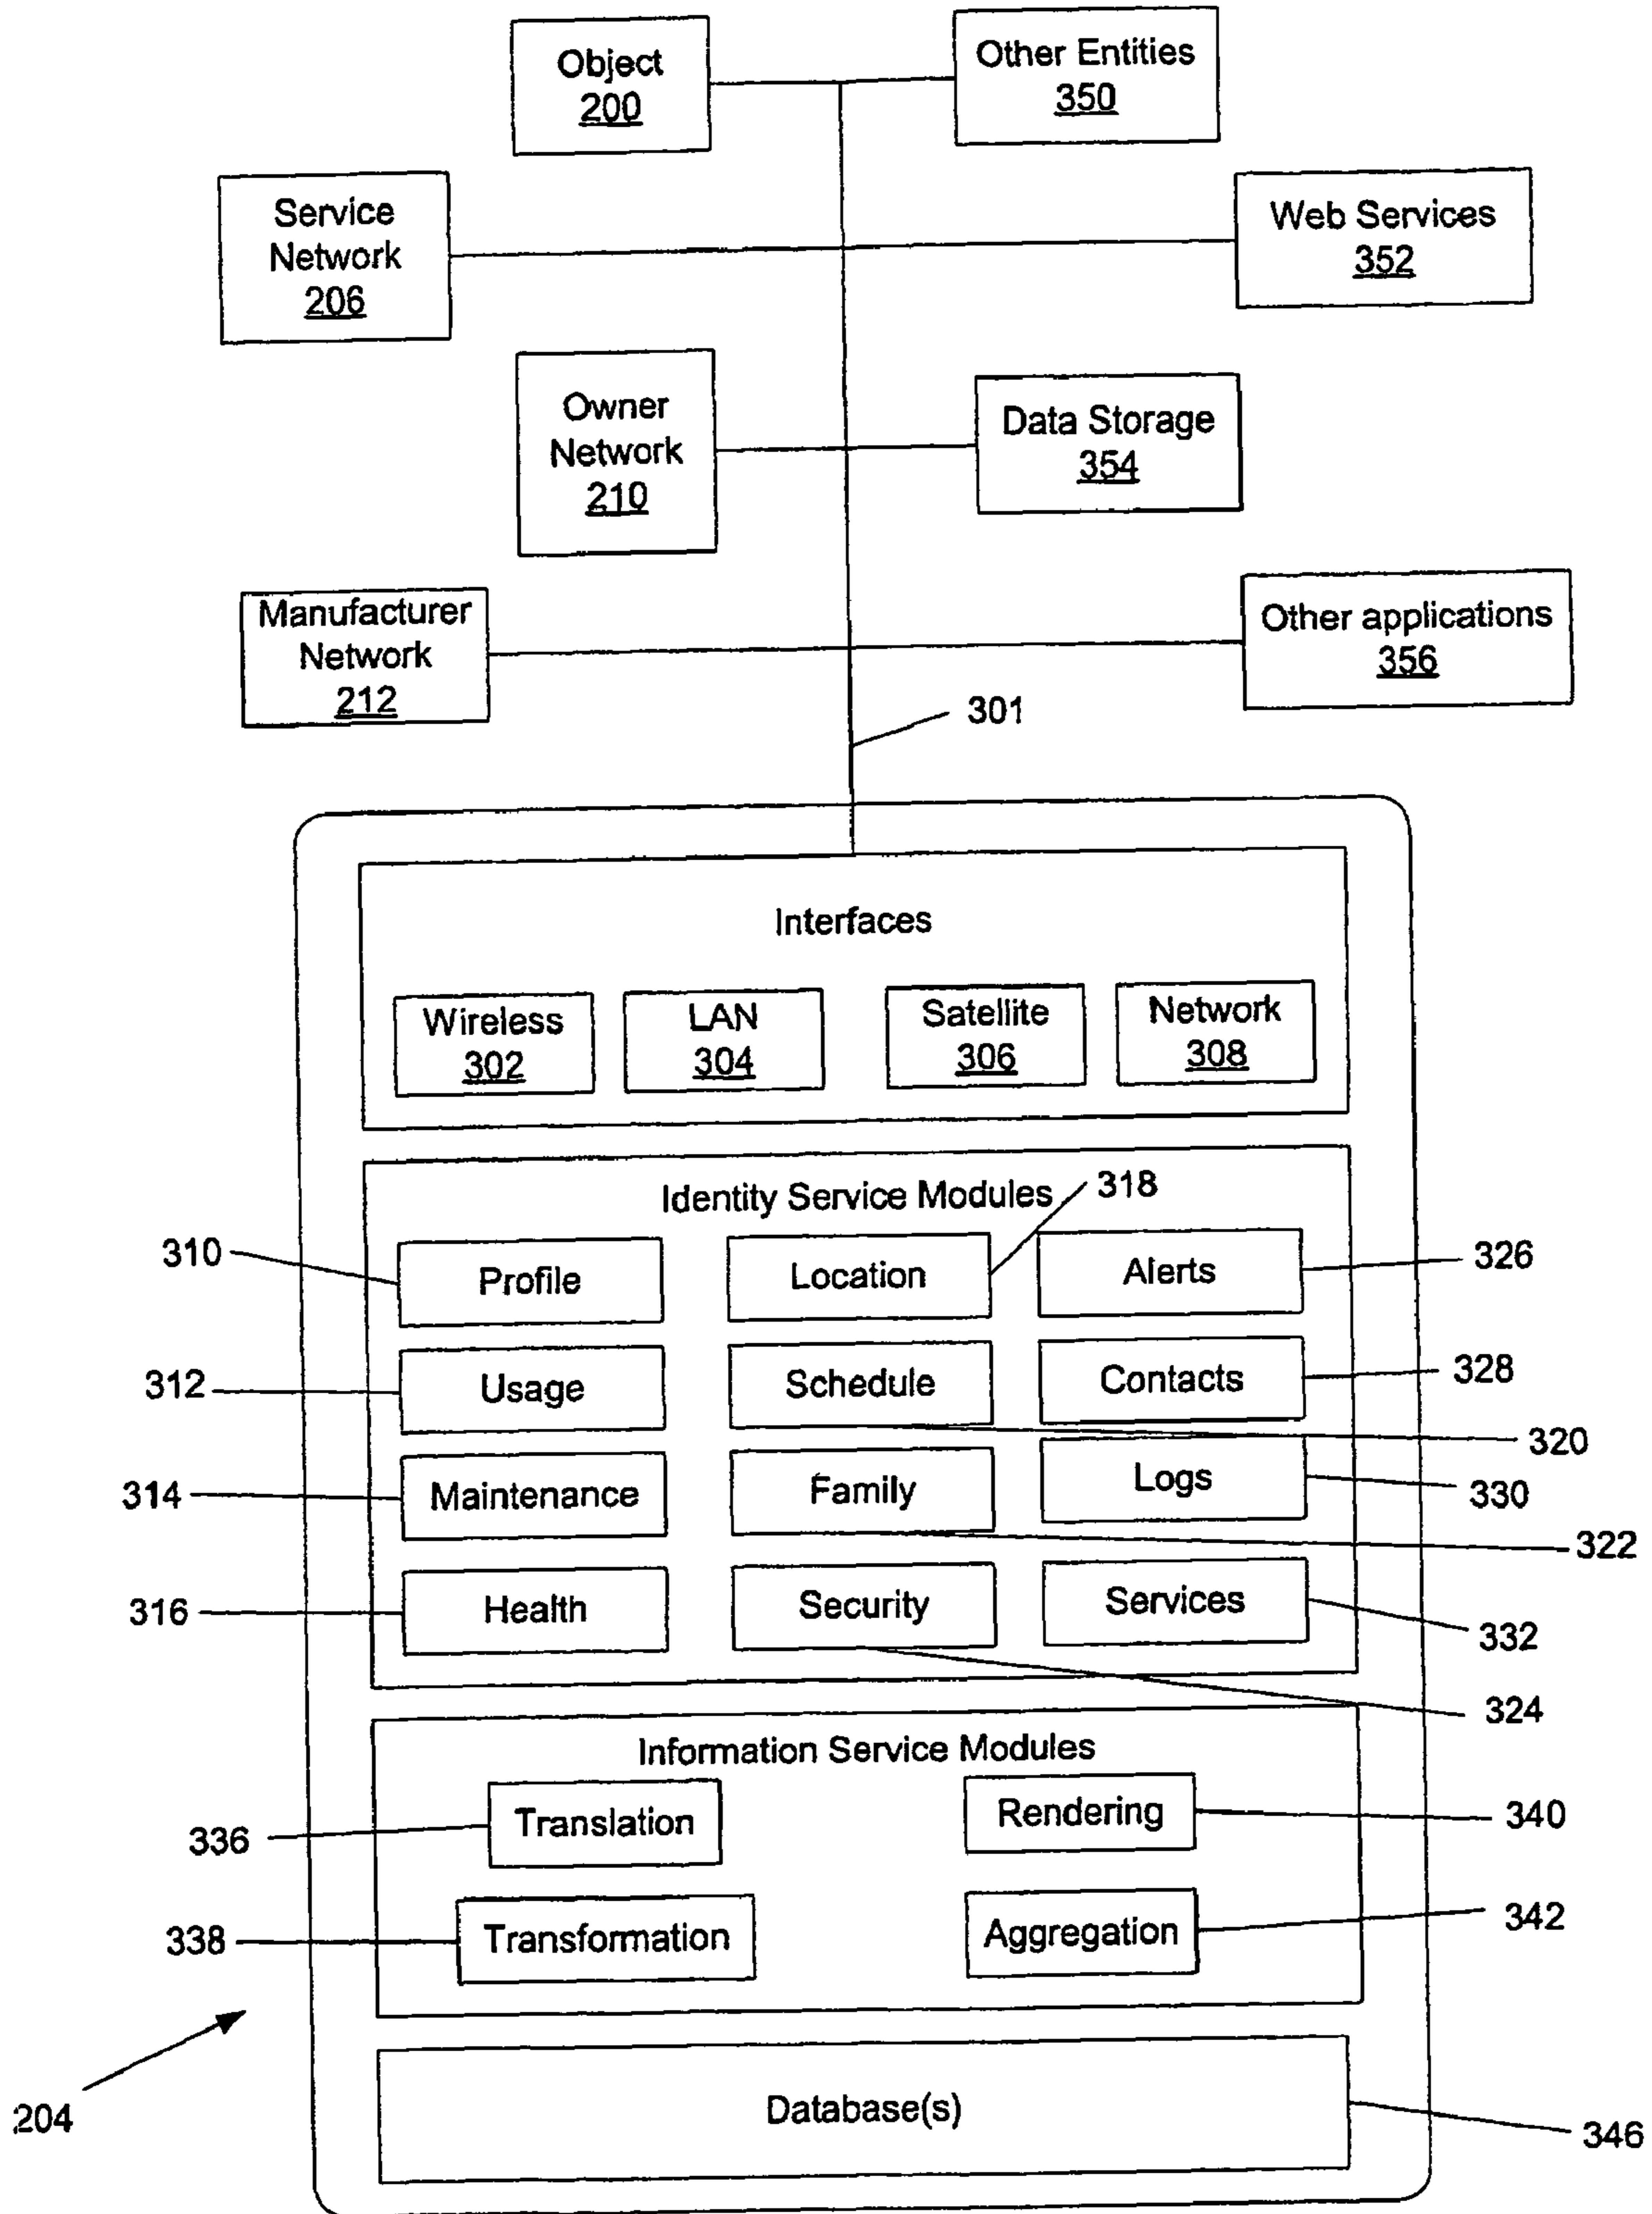 Object
200
Other Entities
350
Service
Network
206
Web Services
352
Owner
Network
210
Data Storage
354
Manufacturer
Network
212
Other applications
356
301
Interfaces
Wireless
302
LAN
304
Satellite
306
Network
308
Identity Service Modules
318
310
Profile
Location
Alerts
326
312
Usage
Schedule
Contacts
328
320
314
Maintenance
Family
Logs
330
322
316
Health
Security
Services
332
324
Information Service Modules
336
Translation
Rendering
340
338
Transformation
Aggregation
342
204
Database(s)
346